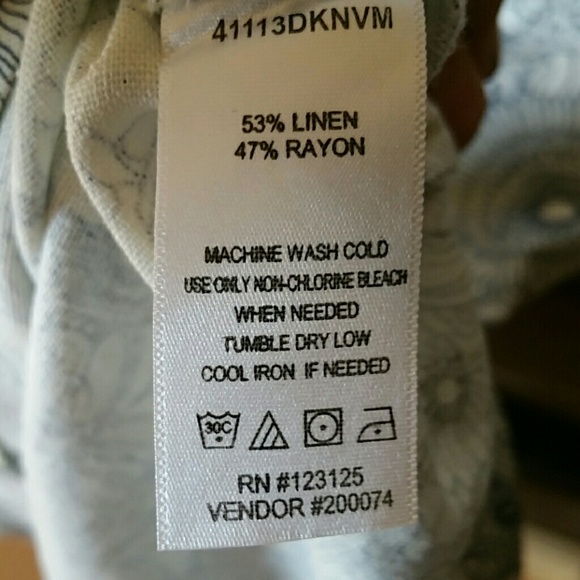 41113DKNVM
53% LINEN
47% RAYON
MACHINE WASH COLD
USE ONLY NON-CHLORINE BLEACH
WHEN NEEDED
TUMBLE DRY LOW
COOL IRON IF NEEDED
30C
RN #123125
VENDOR #200074